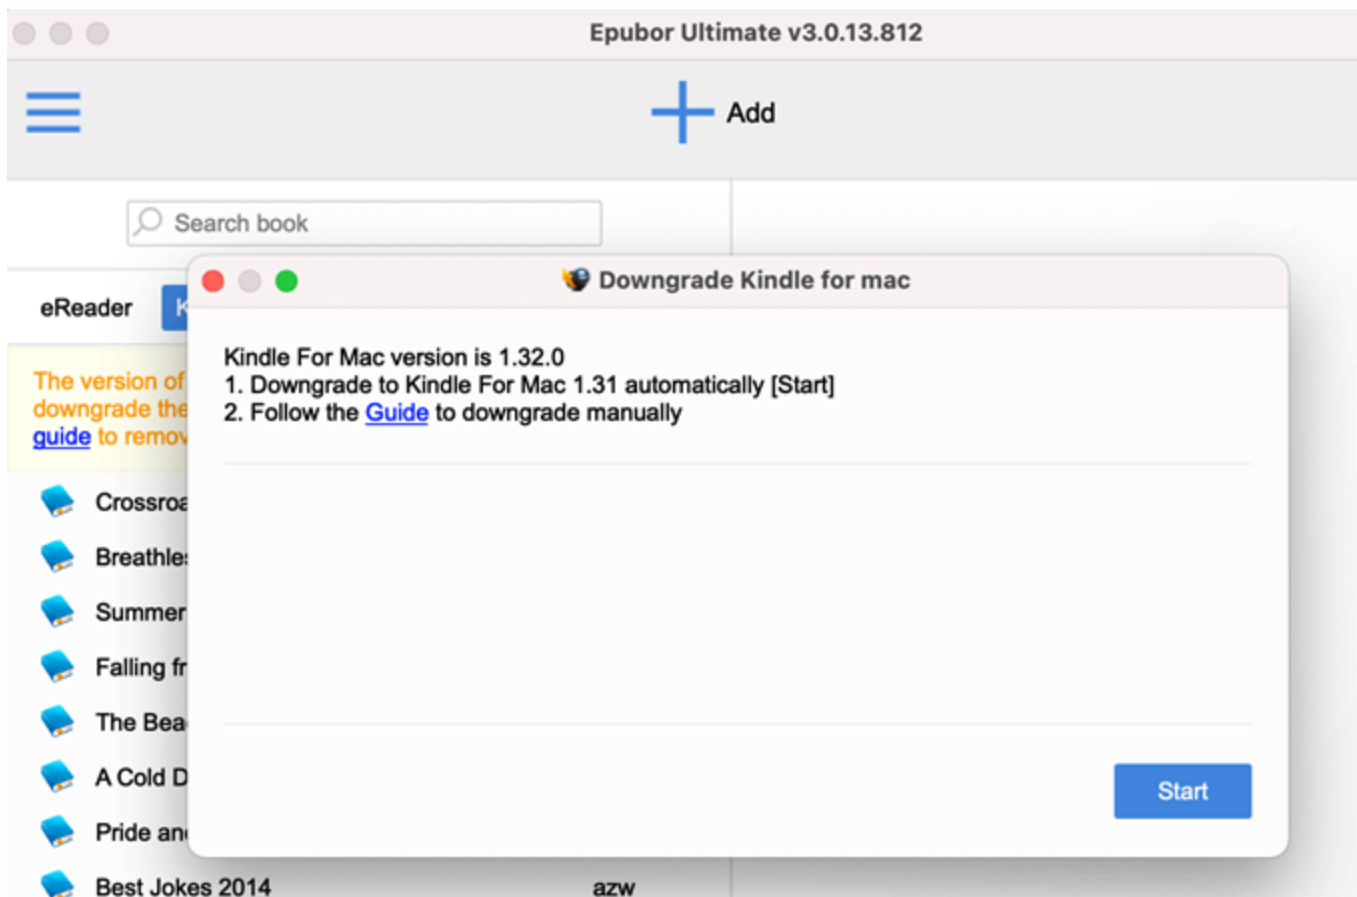 Epubor Ultimate v3.0.13.812
Add
Search book
Downgrade Kindle for mac
eReader
Kindle For Mac version is 1.32.0
1. Downgrade to Kindle For Mac 1.31 automatically [Start]
2. Follow the Guide to downgrade manually
The version of
downgrade the
guide to remov
Crossroa
Breathles
Summer
Falling fr
The Bea
A Cold D
Pride an
Start
Best Jokes 2014 azw